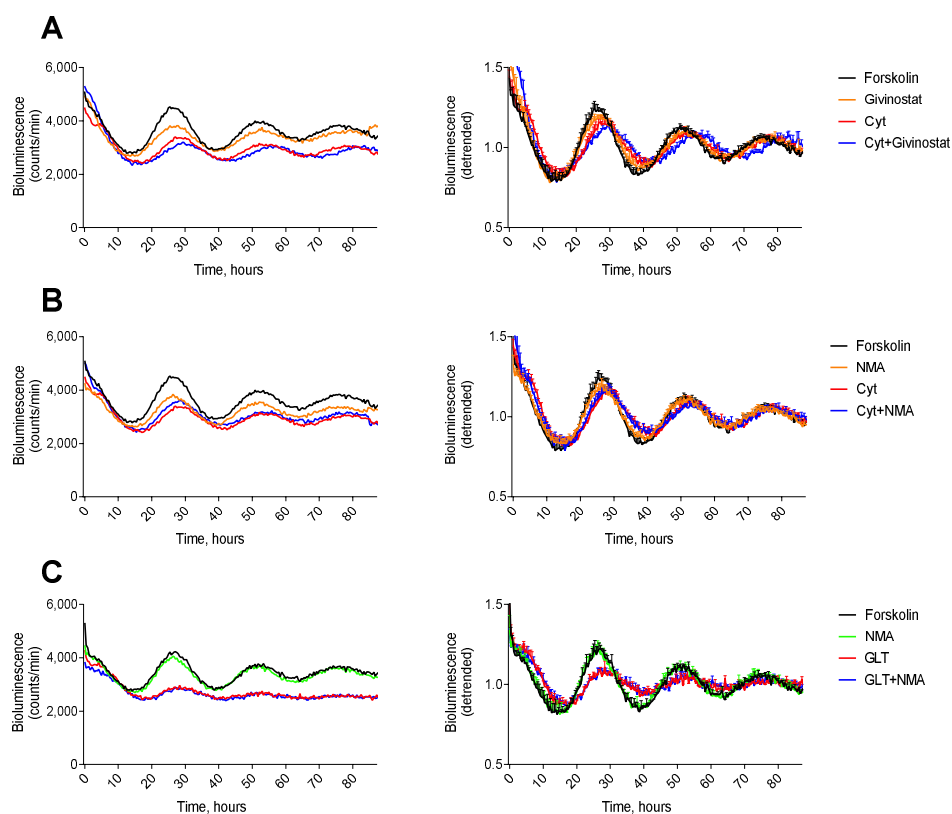 A
Bioluminescence
(counts/min)
6,000
4,000
2,000
0
0 10 20 30 40 50 60 70 80
Time, hours
Bioluminescence
(detrended)
1.5
1.0
0.5
0 10 20 30 40 50 60 70 80
Time, hours
Forskolin
Givinostat
Cyt
Cyt+Givinostat
B
Bioluminescence
(counts/min)
6,000
4,000
2,000
0
0 10 20 30 40 50 60 70 80
Time, hours
Bioluminescence
(detrended)
1.5
1.0
0.5
0 10 20 30 40 50 60 70 80
Time, hours
Forskolin
NMA
Cyt
Cyt+NMA
C
Bioluminescence
(counts/min)
6,000
4,000
2,000
0
0 10 20 30 40 50 60 70 80
Time, hours
Bioluminescence
(detrended)
1.5
1.0
0.5
0 10 20 30 40 50 60 70 80
Time, hours
Forskolin
NMA
GLT
GLT+NMA